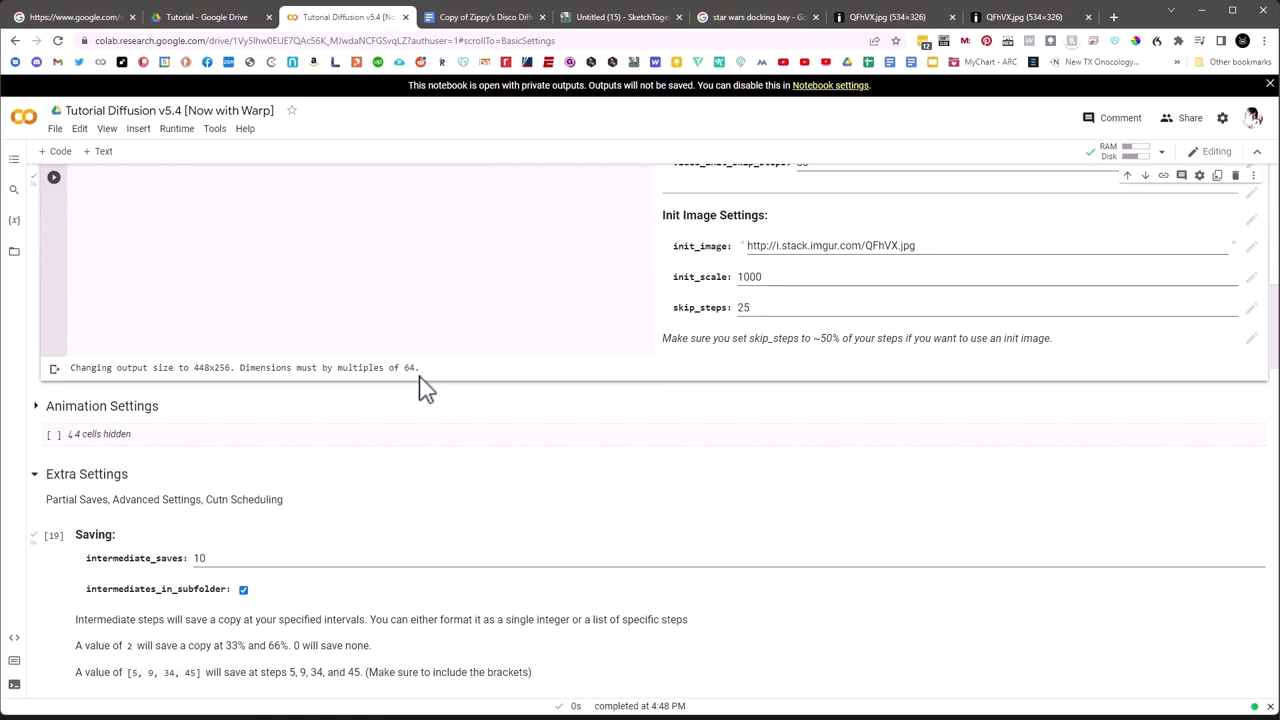 https://github.com/entmike/disco
Tutorial - Google Drive
Tutorial Diffusion v5.4 [Now w
Copy of Zippy's Disco Diffusion
Untitled (15) - SketchTogether
star wars docking bay - Google
QFhVX.jpg (534×326)
QFhVX.jpg (534×326)
colab.research.google.com/drive/1Vy5Ihw0EUE7QAc56K_MJwdaNCFGSvqLZ?authuser=1#scrollTo=BasicSettings
MyChart - ARC
New TX Oncology...
Other bookmarks
This notebook is open with private outputs. Outputs will not be saved. You can disable this in Notebook settings.
Tutorial Diffusion v5.4 [Now with Warp]
Comment
Share
File Edit View Insert Runtime Tools Help
+ Code + Text
RAM
Disk
Editing
Init Image Settings:
init_image: "http://i.stack.imgur.com/QFhVX.jpg"
init_scale: 1000
skip_steps: 25
Make sure you set skip_steps to ~50% of your steps if you want to use an init image.
Changing output size to 448x256. Dimensions must by multiples of 64.
Animation Settings
[ ] ↳ 4 cells hidden
Extra Settings
Partial Saves, Advanced Settings, Cutn Scheduling
[19] Saving:
intermediate_saves: 10
intermediates_in_subfolder:
Intermediate steps will save a copy at your specified intervals. You can either format it as a single integer or a list of specific steps
A value of 2 will save a copy at 33% and 66%. 0 will save none.
A value of [5, 9, 34, 45] will save at steps 5, 9, 34, and 45. (Make sure to include the brackets)
0s completed at 4:48 PM